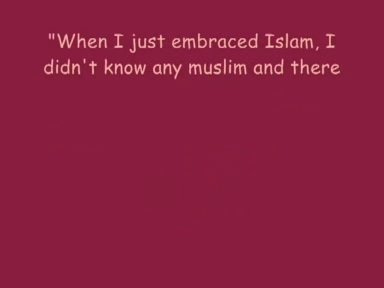 "When I just embraced Islam, I
didn't know any muslim and there